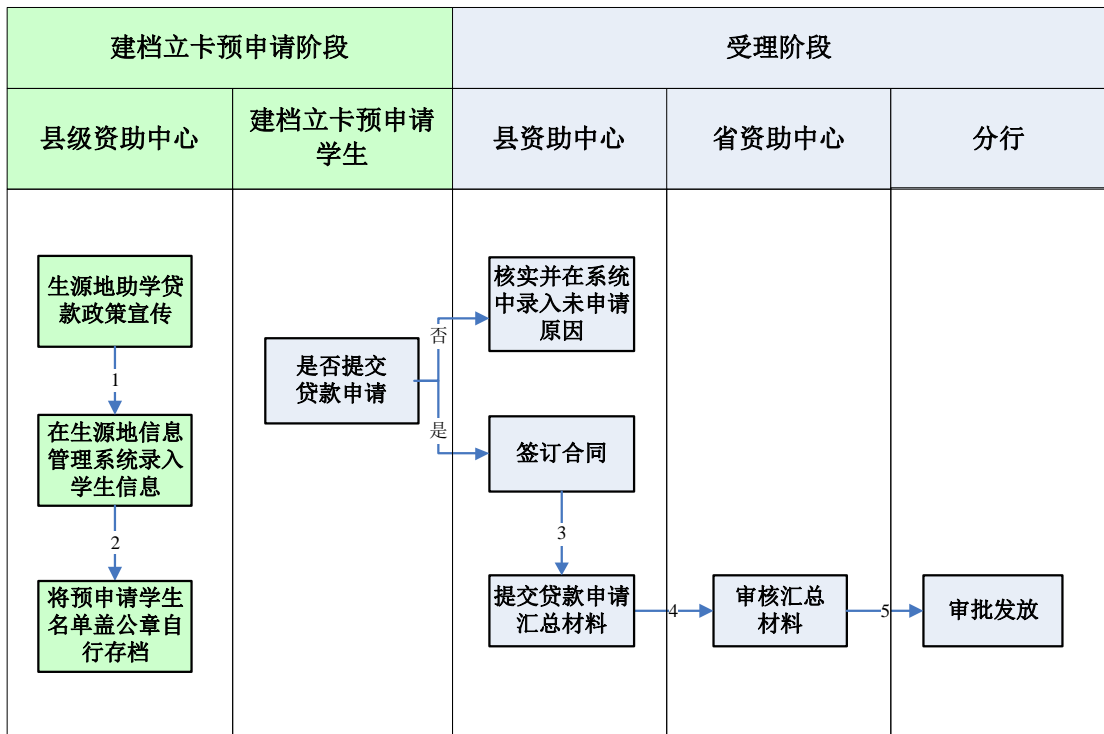 建档立卡预申请阶段
受理阶段
县级资助中心
建档立卡预申请
学生
县资助中心
省资助中心
分行
生源地助学贷
款政策宣传
1
在生源地信息
管理系统录入
学生信息
2
将预申请学生
名单盖公章自
行存档
是否提交
贷款申请
否
是
核实并在系统
中录入未申请
原因
签订合同
3
提交贷款申请
汇总材料
4
审核汇总
材料
5
审批发放